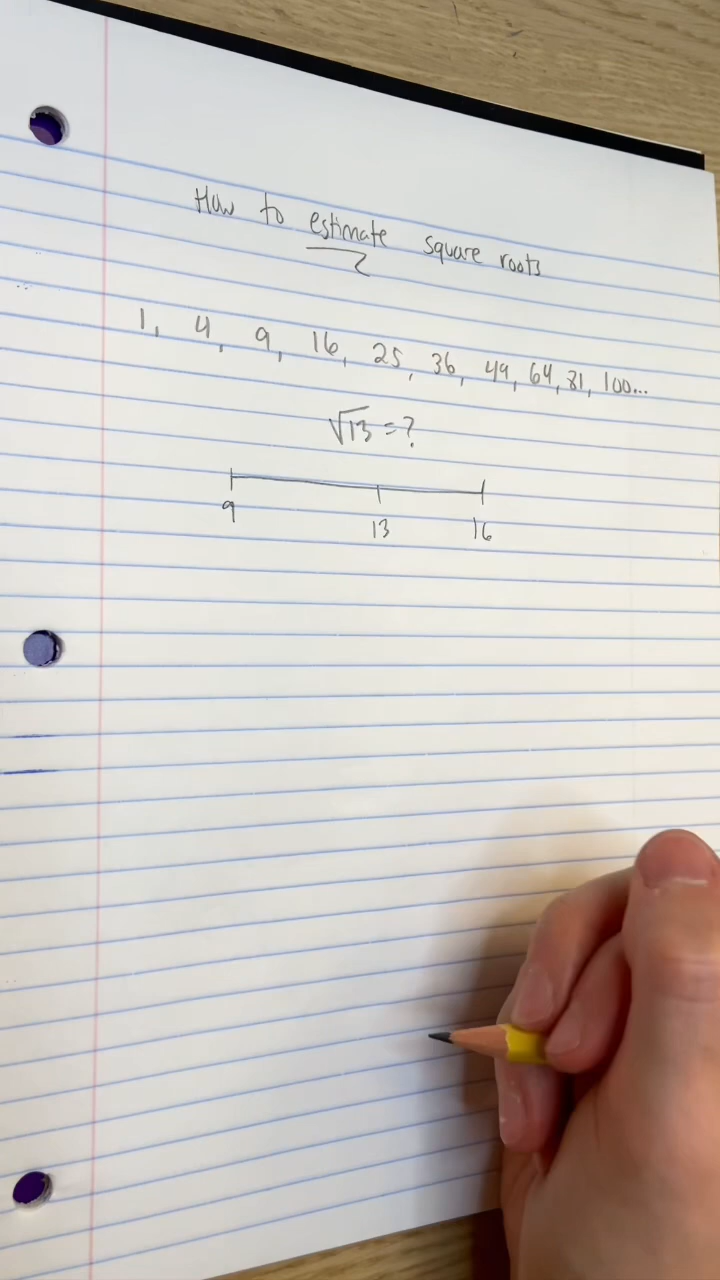 How to estimate square roots
1, 4, 9, 16, 25, 36, 49, 64, 81, 100...
√13 = ?
9 13 16